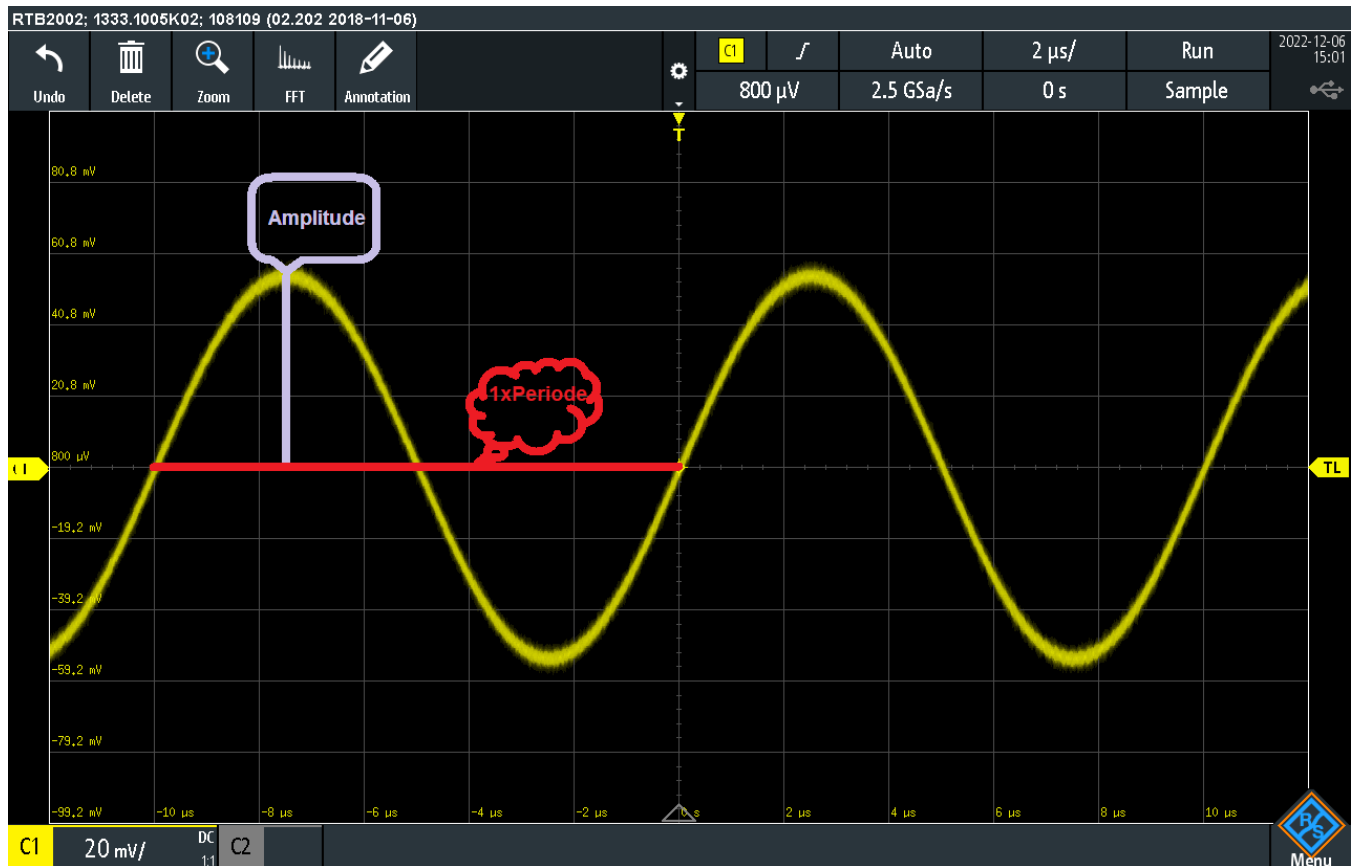 RTB2002; 1333.1005K02; 108109 (02.202 2018-11-06)
Undo
Delete
Zoom
FFT
Annotation
C1
Auto
2 µs/
Run
2022-12-06
15:01
800 µV
2.5 GSa/s
0 s
Sample
T
80.8 mV
Amplitude
60.8 mV
40.8 mV
20.8 mV
1xPeriode
800 µV
TL
-19.2 mV
-39.2 mV
-59.2 mV
-79.2 mV
-99.2 mV
-10 µs
-8 µs
-6 µs
-4 µs
-2 µs
0 s
2 µs
4 µs
6 µs
8 µs
10 µs
C1
20 mV/
DC
1:1
C2
R&S
Menu